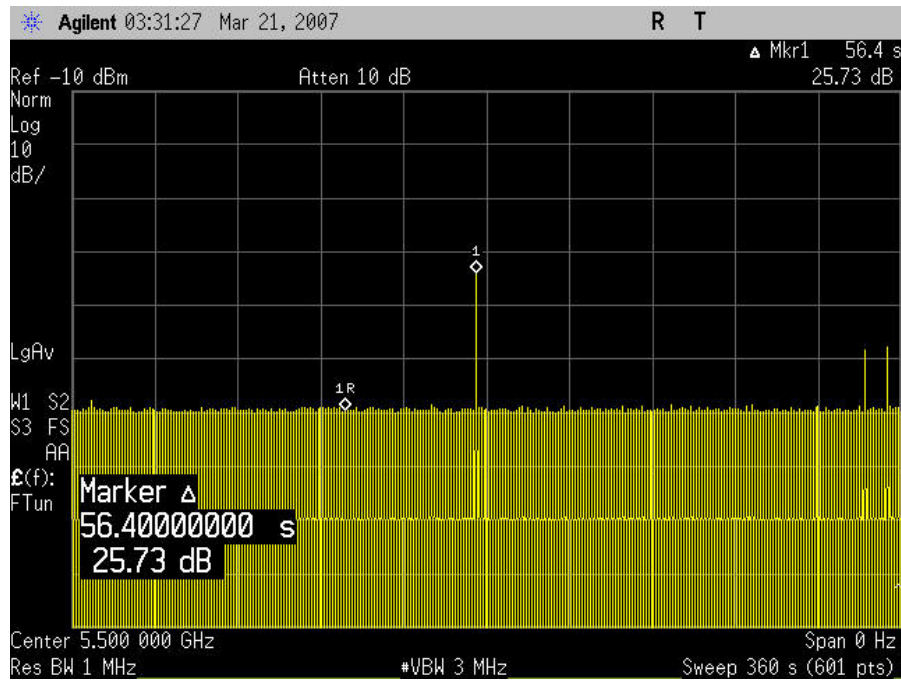 Agilent 03:31:27 Mar 21, 2007 R T
Δ Mkr1 56.4 s
Ref -10 dBm Atten 10 dB 25.73 dB
Norm
Log
10
dB/
1
LgAv
1R
W1 S2
S3 FS
AA
£(f):
FTun
Marker Δ
56.40000000 s
25.73 dB
Center 5.500 000 GHz Span 0 Hz
Res BW 1 MHz #VBW 3 MHz Sweep 360 s (601 pts)